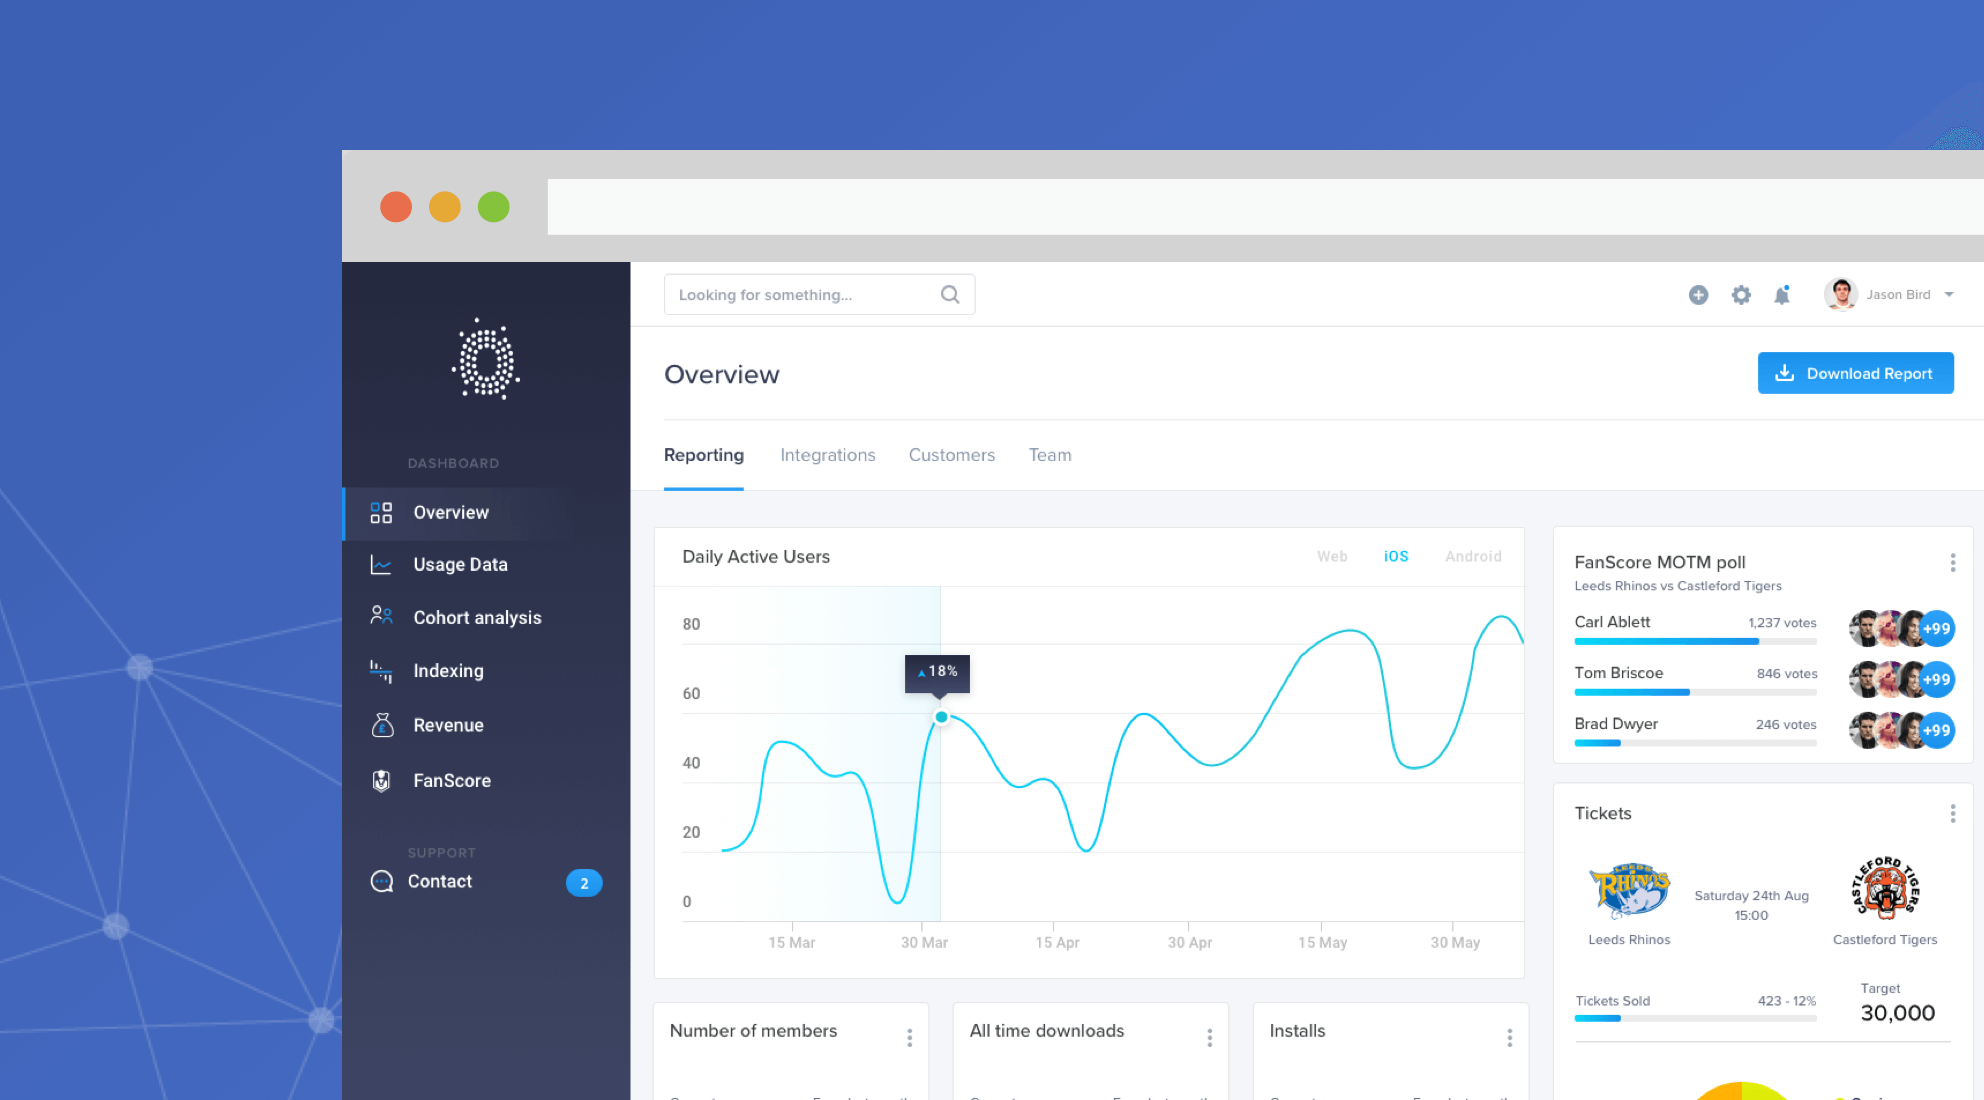 Looking for something...
Jason Bird
Overview
Download Report
DASHBOARD
Overview
Usage Data
Cohort analysis
Indexing
Revenue
FanScore
SUPPORT
Contact
2
Reporting
Integrations
Customers
Team
Daily Active Users
Web
iOS
Android
80
60
40
20
0
18%
15 Mar
30 Mar
15 Apr
30 Apr
15 May
30 May
Number of members
All time downloads
Installs
FanScore MOTM poll
Leeds Rhinos vs Castleford Tigers
Carl Ablett
1,237 votes
+99
Tom Briscoe
846 votes
+99
Brad Dwyer
246 votes
+99
Tickets
LEEDS
RHINOS
Leeds Rhinos
Saturday 24th Aug
15:00
CASTLEFORD TIGERS
Castleford Tigers
Tickets Sold
423 - 12%
Target
30,000